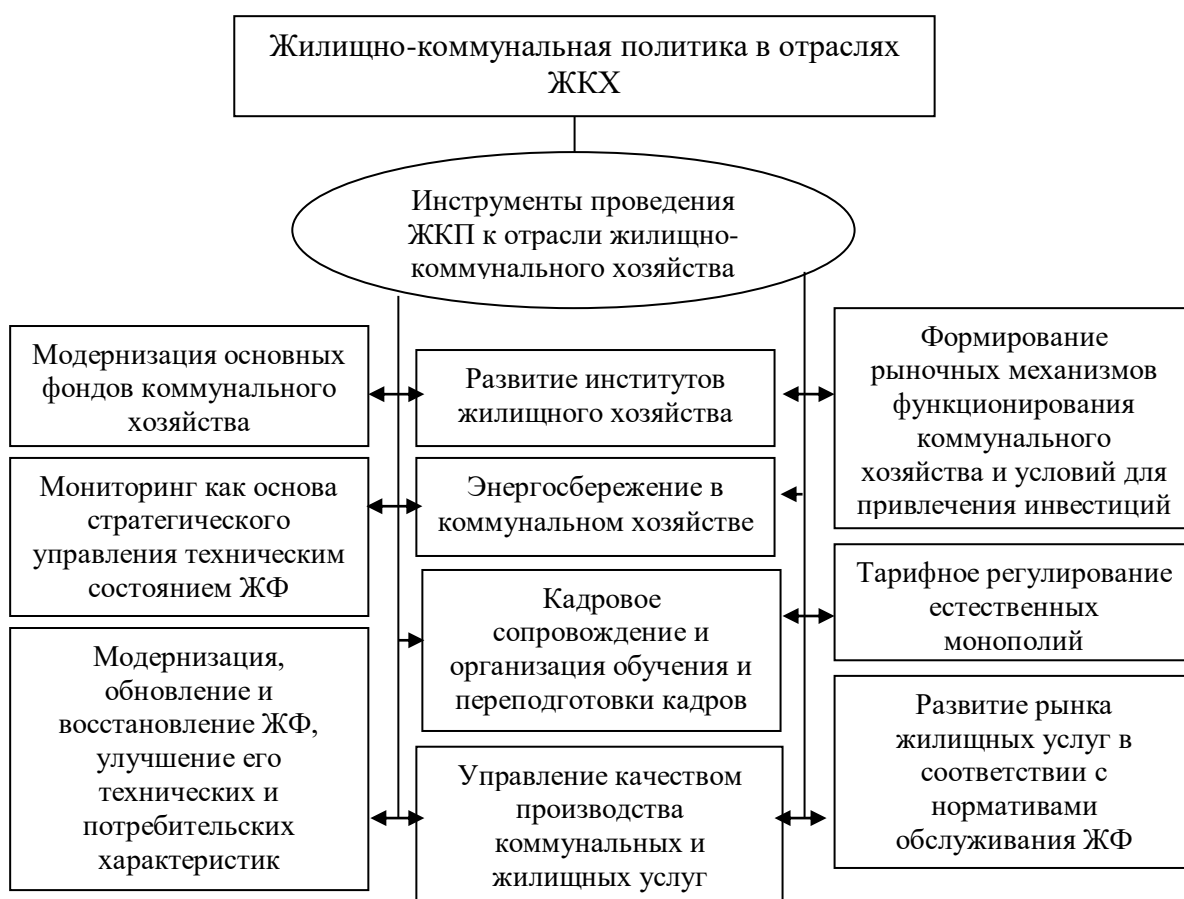 Жилищно-коммунальная политика в отраслях
ЖКХ
Инструменты проведения
ЖКП к отрасли жилищно-
коммунального хозяйства
Модернизация основных
фондов коммунального
хозяйства
Развитие институтов
жилищного хозяйства
Формирование
рыночных механизмов
функционирования
коммунального
хозяйства и условий для
привлечения инвестиций
Мониторинг как основа
стратегического
управления техническим
состоянием ЖФ
Энергосбережение в
коммунальном хозяйстве
Тарифное регулирование
естественных
монополий
Кадровое
сопровождение и
организация обучения и
переподготовки кадров
Модернизация,
обновление и
восстановление ЖФ,
улучшение его
технических и
потребительских
характеристик
Управление качеством
производства
коммунальных и
жилищных услуг
Развитие рынка
жилищных услуг в
соответствии с
нормативами
обслуживания ЖФ